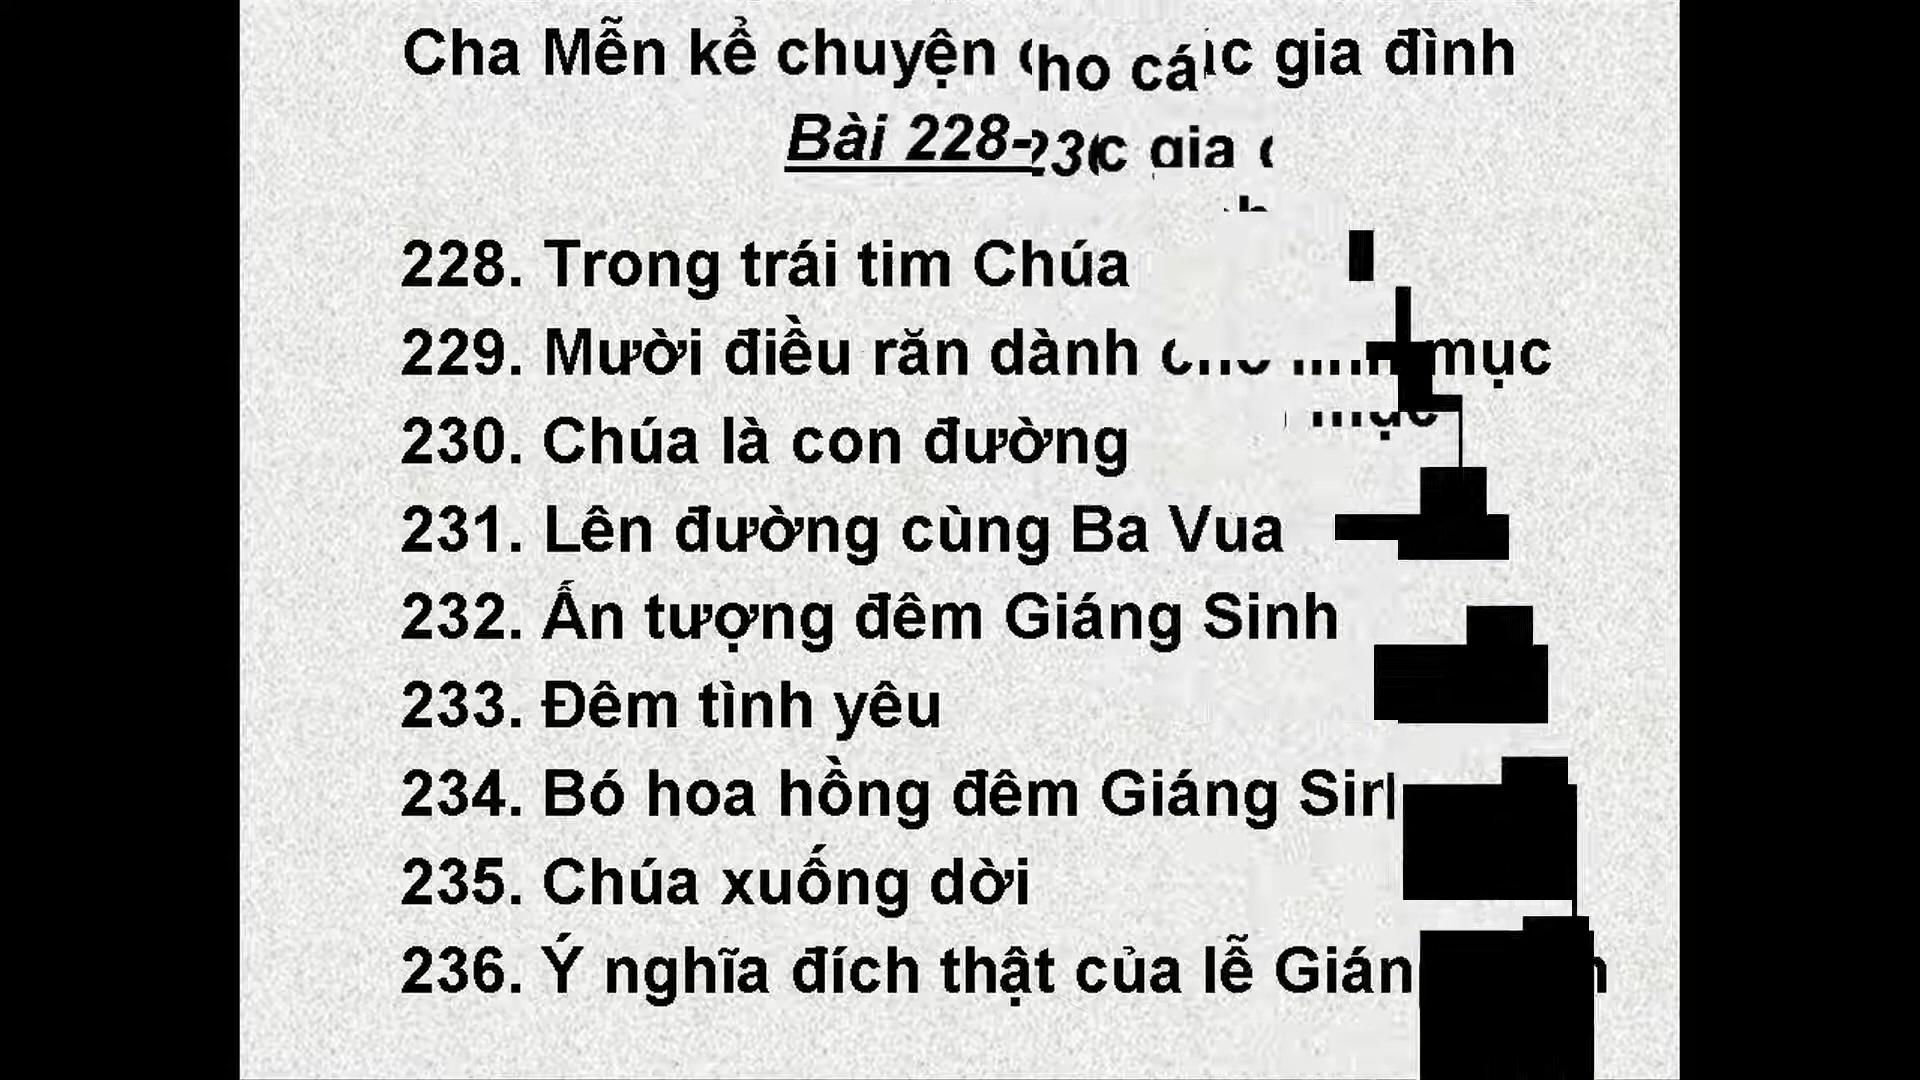 Cha Mễn kể chuyện cho các gia đình
Bài 228-
228. Trong trái tim Chúa
229. Mười điều răn dành mục
230. Chúa là con đường
231. Lên đường cùng Ba Vua
232. Ấn tượng đêm Giáng Sinh
233. Đêm tình yêu
234. Bó hoa hồng đêm Giáng
235. Chúa xuống dời
236. Ý nghĩa đích thật của lễ